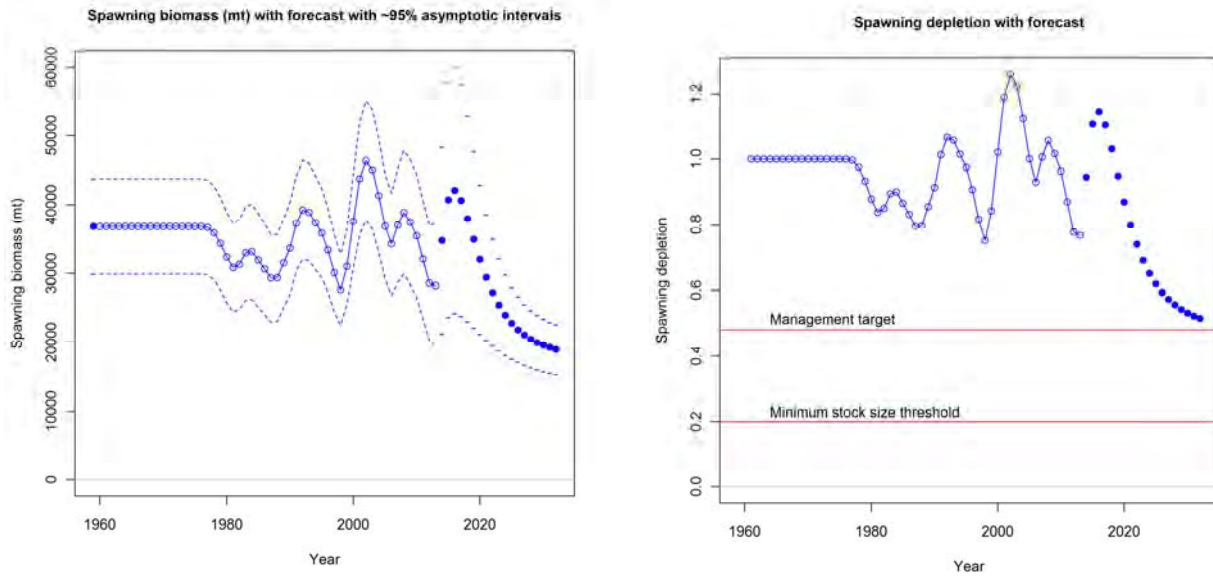 Spawning biomass (mt) with forecast with ~95% asymptotic intervals
Spawning biomass (mt)
60000
50000
40000
30000
20000
10000
0
1960
1980
2000
2020
Year
Spawning depletion with forecast
Spawning depletion
1.2
1.0
0.8
0.6
0.4
0.2
0.0
Management target
Minimum stock size threshold
1960
1980
2000
2020
Year